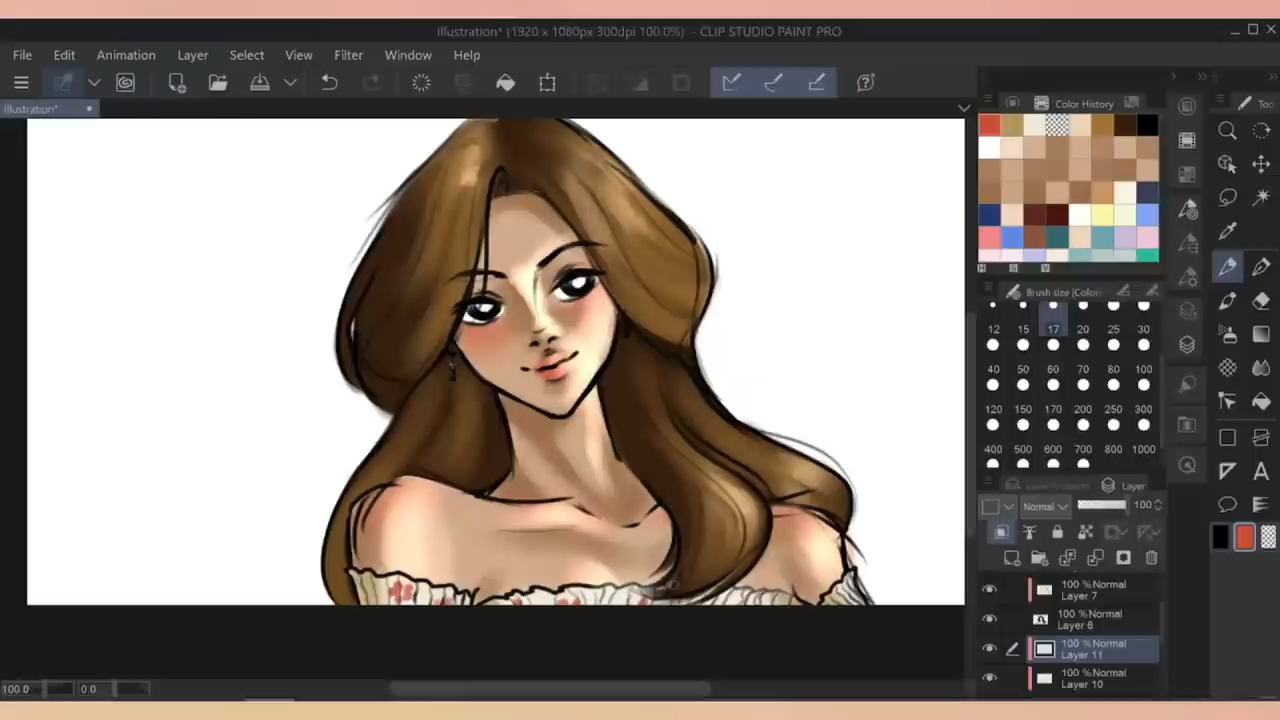 Illustration* (1920 x 1080px 300dpi 100.0%) - CLIP STUDIO PAINT PRO
File Edit Animation Layer Select View Filter Window Help
Illustration*
Color History
Brush size [Colori
12 15 17 20 25 30
40 50 60 70 80 100
120 150 170 200 250 300
400 500 600 700 800 1000
Layer
Normal 100
100 % Normal
Layer 7
100 % Normal
Layer 6
100 % Normal
Layer 11
100 % Normal
Layer 10
100.0 0.0